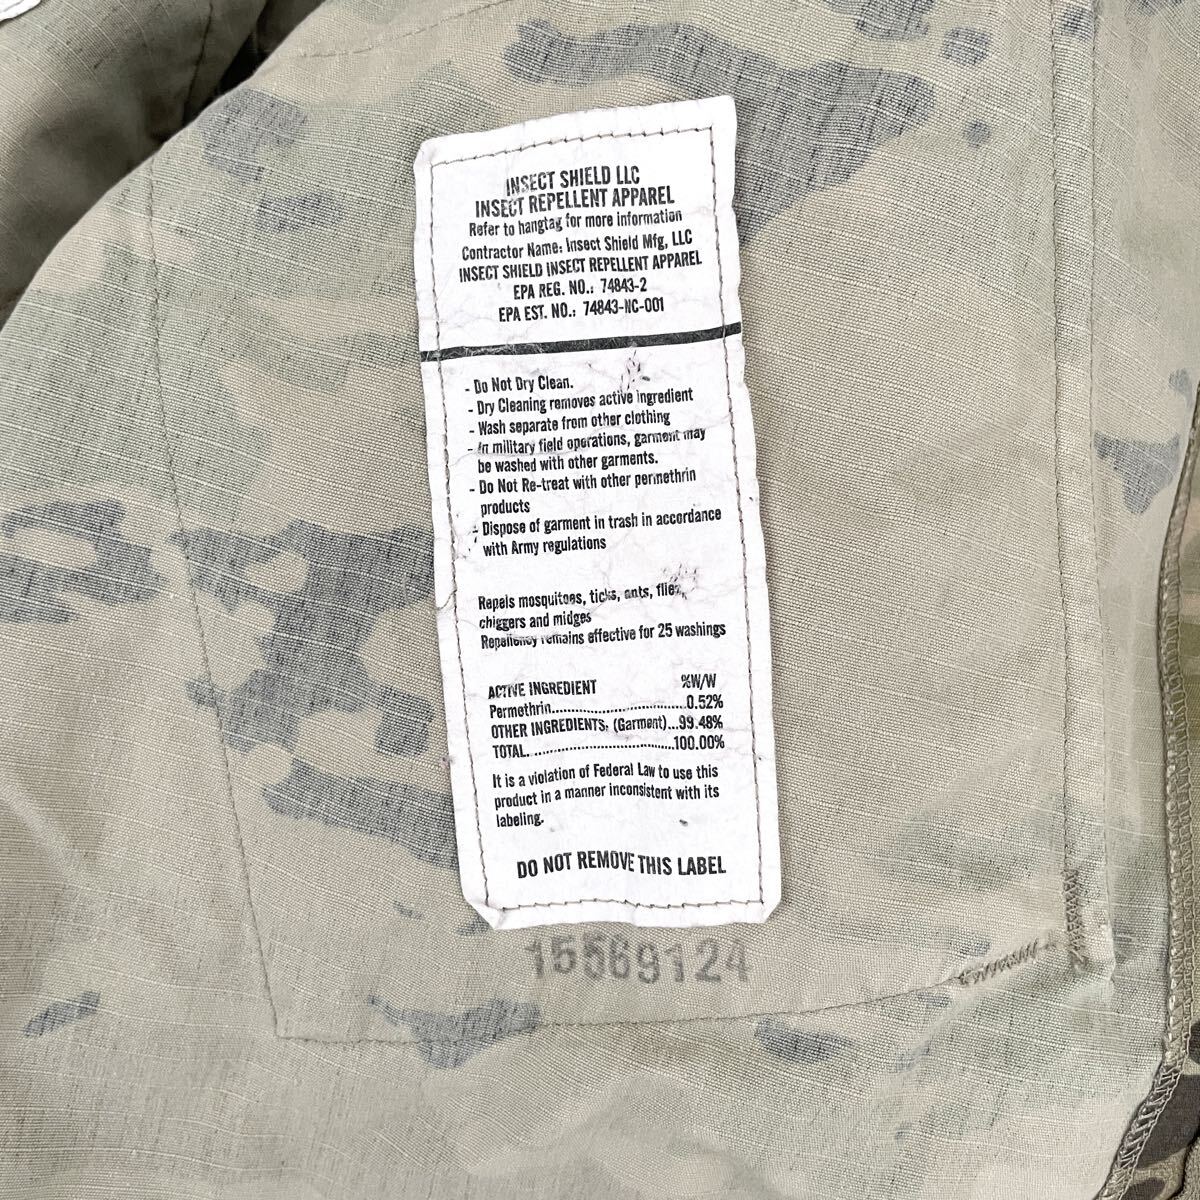 INSECT SHIELD LLC
INSECT REPELLENT APPAREL
Refer to hangtag for more information
Contractor Name: Insect Shield Mfg, LLC
INSECT SHIELD INSECT REPELLENT APPAREL
EPA REG. NO.: 74843-2
EPA EST. NO.: 74843-NC-001
- Do Not Dry Clean.
- Dry Cleaning removes active ingredient
- Wash separate from other clothing
- In military field operations, garment may
be washed with other garments.
- Do Not Re-treat with other permethrin
products
- Dispose of garment in trash in accordance
with Army regulations
Repels mosquitoes, ticks, ants, flies,
chiggers and midges
Repellency remains effective for 25 washings
ACTIVE INGREDIENT %W/W
Permethrin..............................0.52%
OTHER INGREDIENTS: (Garment)...99.48%
TOTAL..............................100.00%
It is a violation of Federal Law to use this
product in a manner inconsistent with its
labeling.
DO NOT REMOVE THIS LABEL
15569124